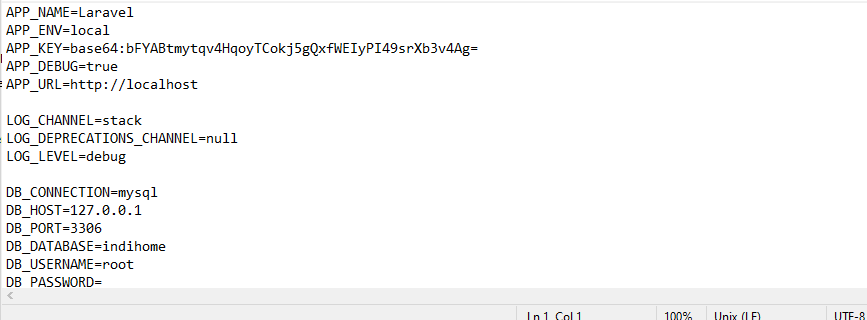 APP_NAME=Laravel
APP_ENV=local
APP_KEY=base64:bFYABtmytqv4HqoyTCokj5gQxfWEIyPI49srXb3v4Ag=
APP_DEBUG=true
APP_URL=http://localhost
LOG_CHANNEL=stack
LOG_DEPRECATIONS_CHANNEL=null
LOG_LEVEL=debug
DB_CONNECTION=mysql
DB_HOST=127.0.0.1
DB_PORT=3306
DB_DATABASE=indihome
DB_USERNAME=root
DB_PASSWORD=
Ln 1, Col 1 100% Unix (LF) UTF-8